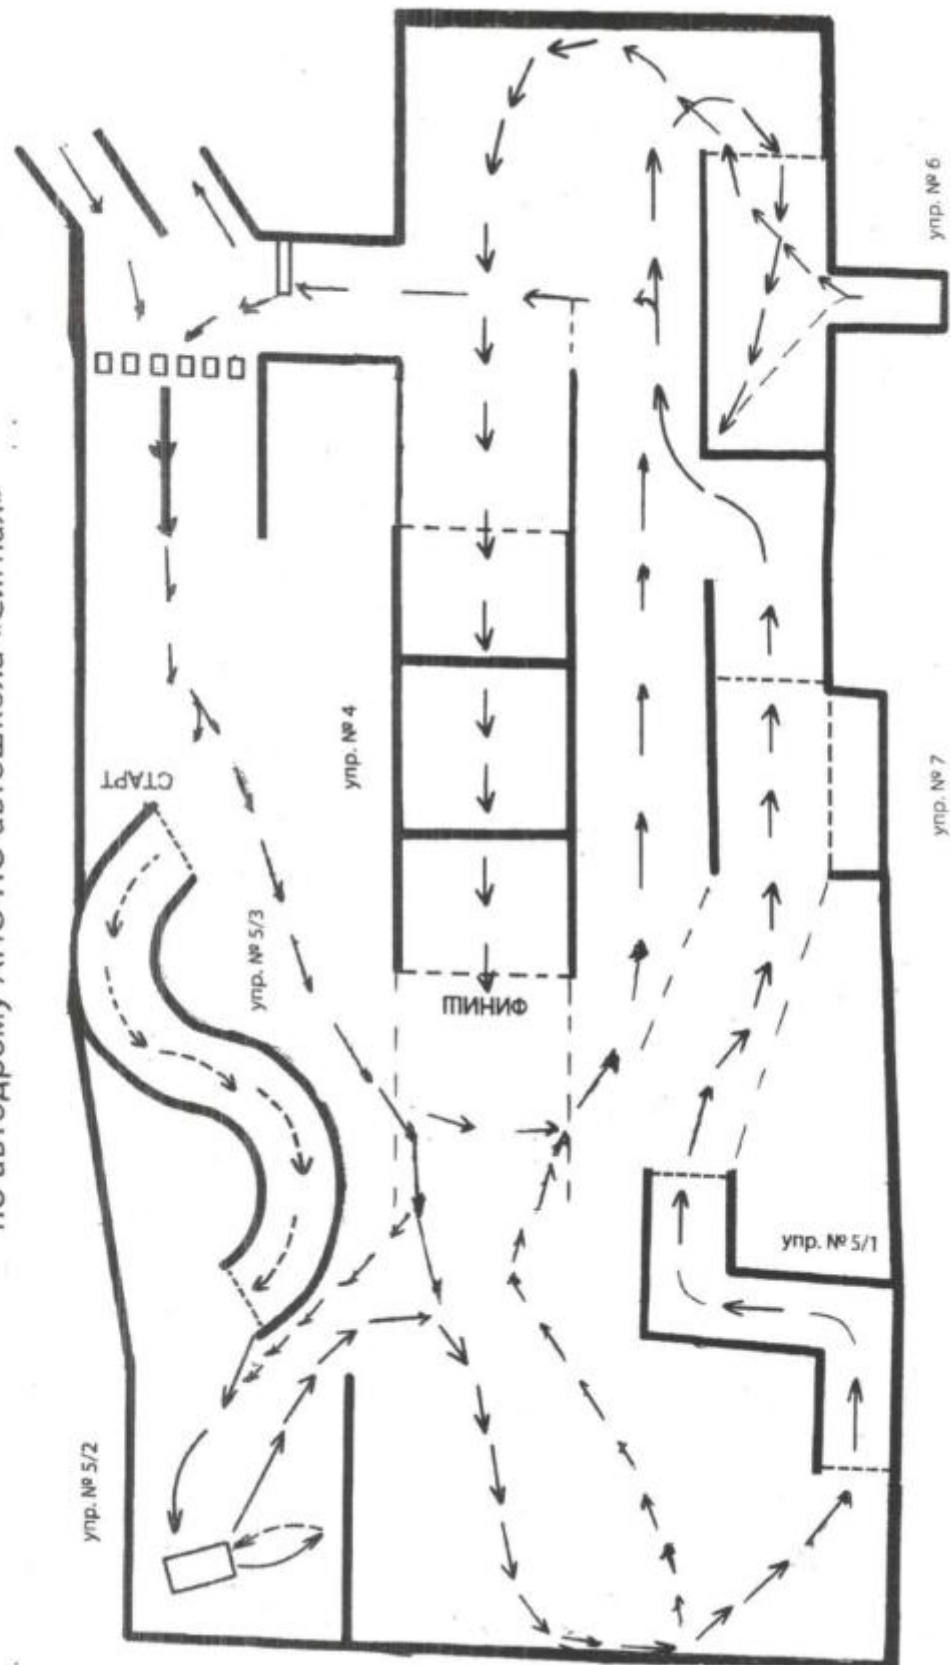 по автодрому АНО ПО автошкола
СТАРТ
упр. № 5/3
упр. № 4
ФИНИШ
упр. № 5/2
упр. № 5/1
упр. № 6
упр. № 7